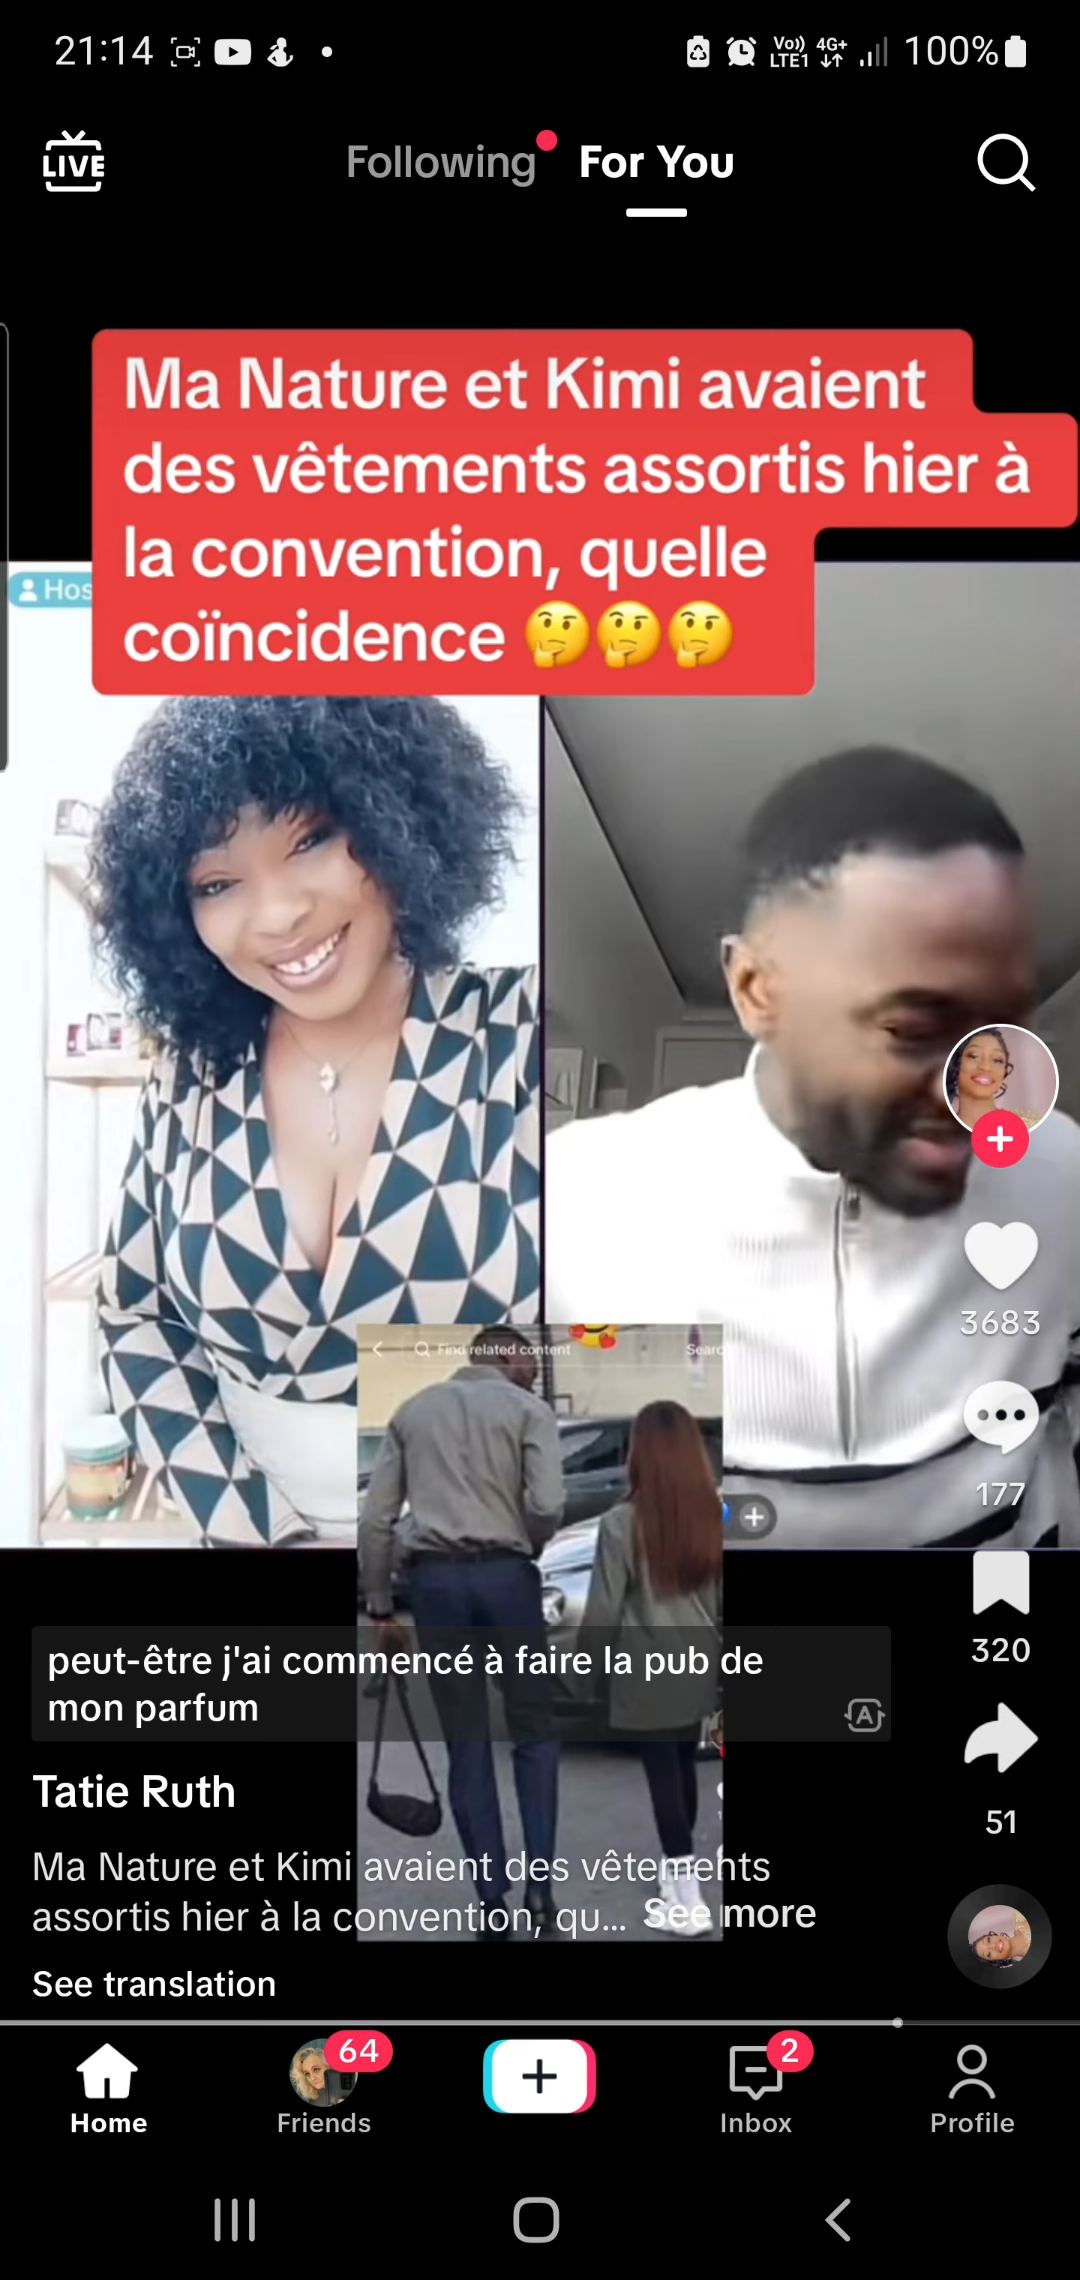 21:14
Vo)) LTE1 4G+ 100%
LIVE
Following For You
Ma Nature et Kimi avaient
des vêtements assortis hier à
la convention, quelle
coïncidence 🤔🤔🤔
Find related content
3683
177
320
51
peut-être j'ai commencé à faire la pub de
mon parfum
A
Tatie Ruth
Ma Nature et Kimi avaient des vêtements
assortis hier à la convention, qu... See more
See translation
64
2
Home Friends Inbox Profile